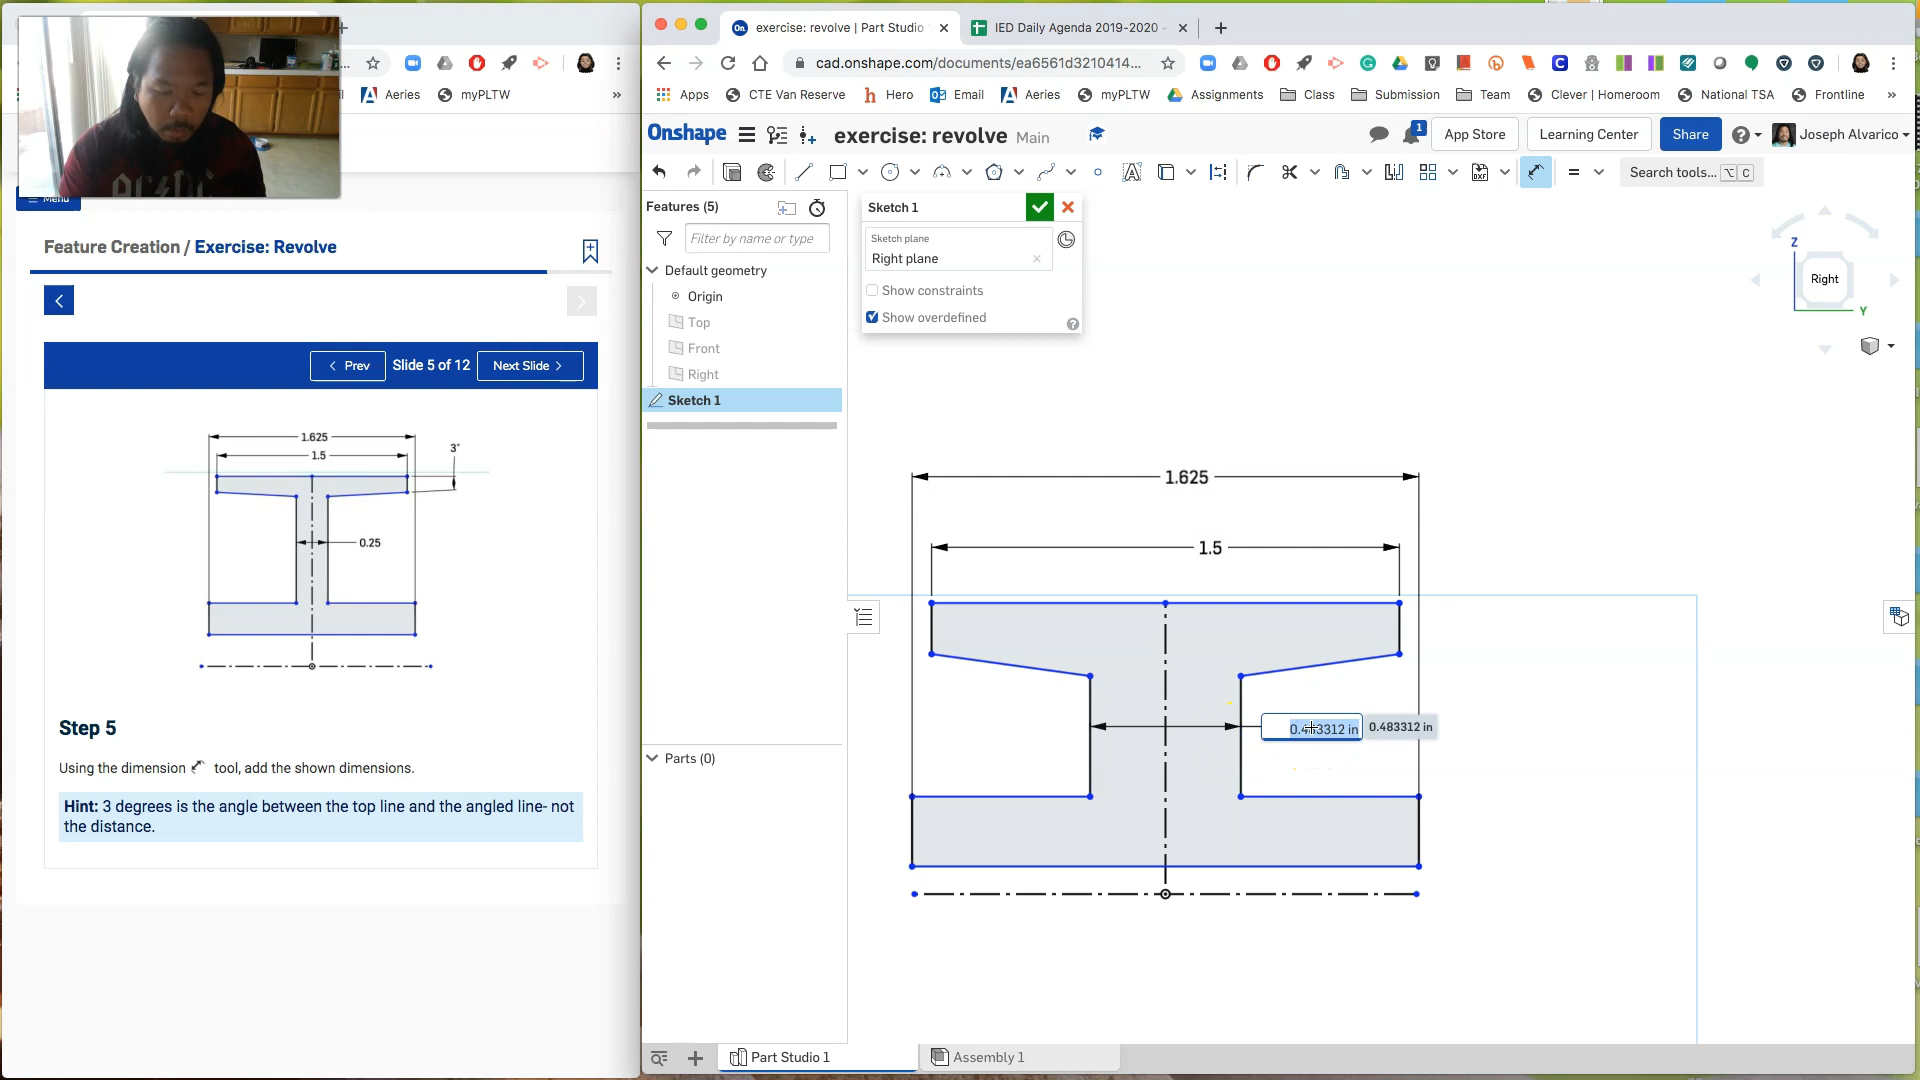 exercise: revolve | Part Studio
IED Daily Agenda 2019-2020 -
cad.onshape.com/documents/ea6561d3210414...
Aeries
myPLTW
»
Apps
CTE Van Reserve
Hero
Email
Aeries
myPLTW
Assignments
Class
Submission
Team
Clever | Homeroom
National TSA
Frontline
»
Menu
Feature Creation / Exercise: Revolve
Prev
Slide 5 of 12
Next Slide
1.625
1.5
3°
0.25
Step 5
Using the dimension tool, add the shown dimensions.
Hint: 3 degrees is the angle between the top line and the angled line- not
the distance.
Onshape
exercise: revolve Main
1
App Store
Learning Center
Share
Joseph Alvarico
Search tools... ⌥ C
Features (5)
Filter by name or type
Default geometry
Origin
Top
Front
Right
Sketch 1
Parts (0)
Sketch 1
Sketch plane
Right plane
Show constraints
Show overdefined
Z
Right
Y
1.625
1.5
0.483312 in
0.483312 in
Part Studio 1
Assembly 1